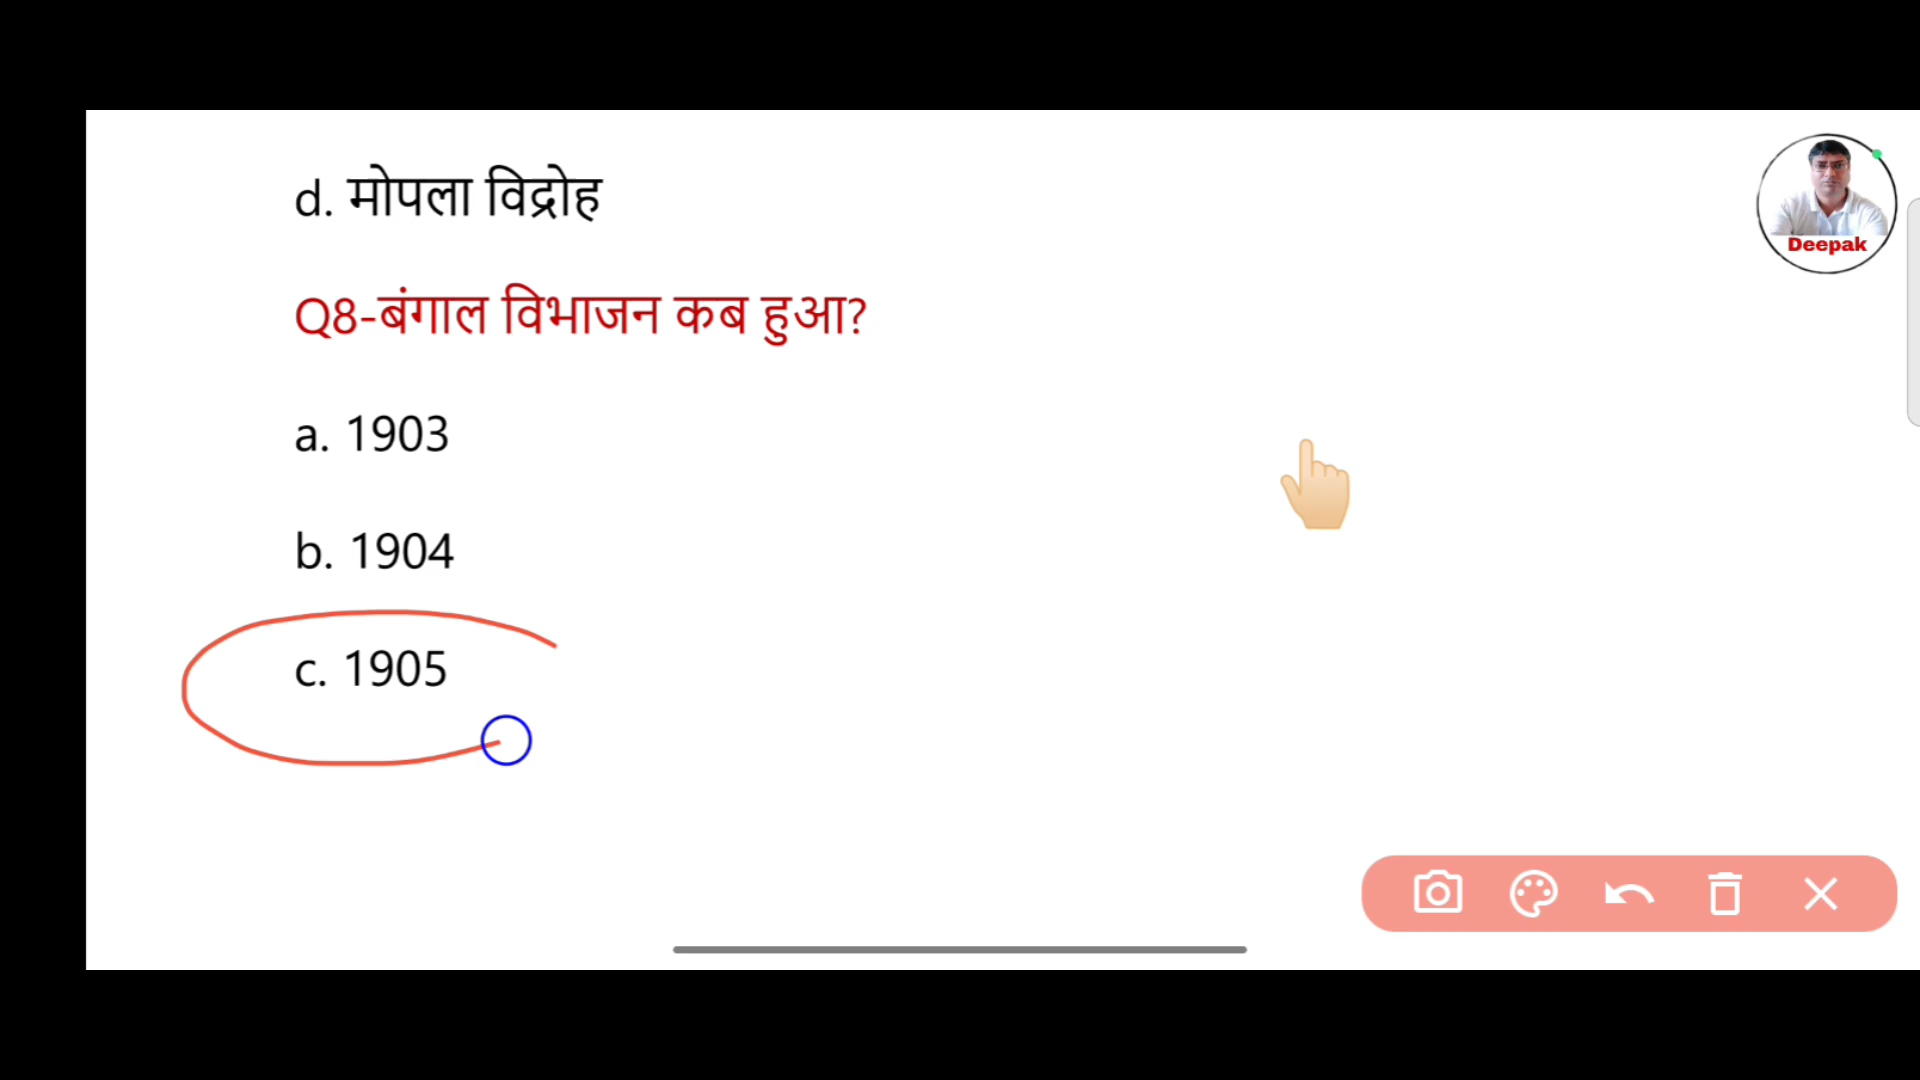 d. मोपला विद्रोह
Deepak
Q8-बंगाल विभाजन कब हुआ?
a. 1903
b. 1904
c. 1905